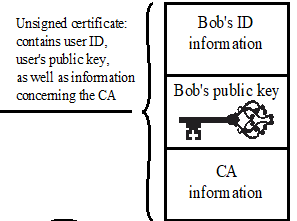 Unsigned certificate:
contains user ID,
user's public key,
as well as information
concerning the CA
Bob's ID
information
Bob's public key
CA
information